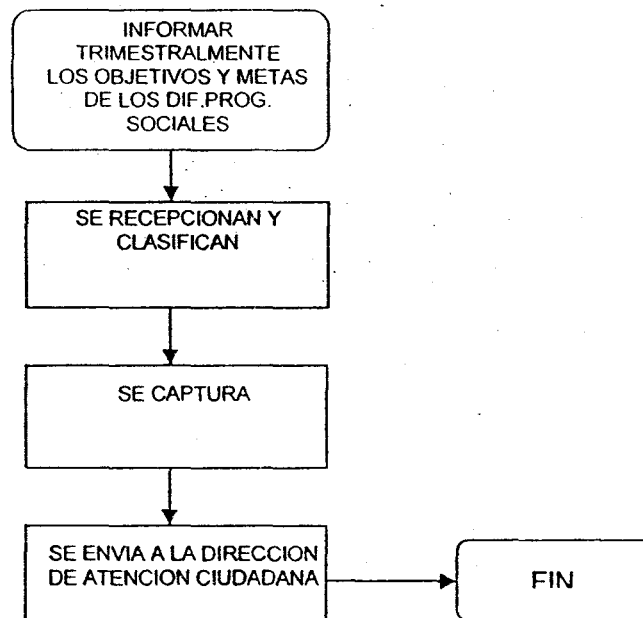 INFORMAR
TRIMESTRALMENTE
LOS OBJETIVOS Y METAS
DE LOS DIF.PROG.
SOCIALES
SE RECEPCIONAN Y
CLASIFICAN
SE CAPTURA
SE ENVIA A LA DIRECCION
DE ATENCION CIUDADANA
FIN